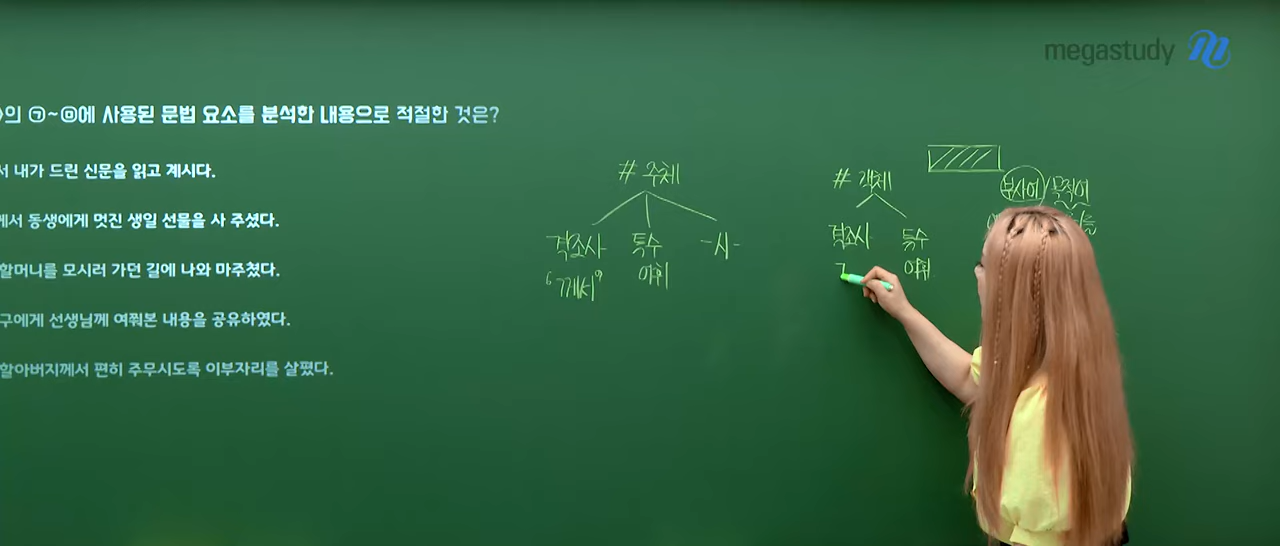 megastudy
의 ㉠~㉤에 사용된 문법 요소를 분석한 내용으로 적절한 것은?
서 내가 드린 신문을 읽고 계시다.
께서 동생에게 멋진 생일 선물을 사 주셨다.
할머니를 모시러 가던 길에 나와 마주쳤다.
구에게 선생님께 여쭤본 내용을 공유하였다.
할아버지께서 편히 주무시도록 이부자리를 살폈다.
# 주체
격조사 특수 -시-
"께서" 어휘
# 객체
격조사 특수
어휘
부사어/목적어
를